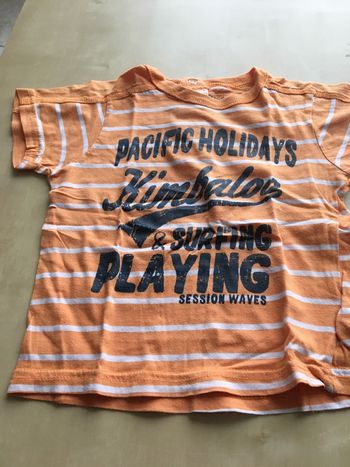 PACIFIC HOLIDAYS
Kimbaloo
& SURFING
PLAYING
SESSION WAVES